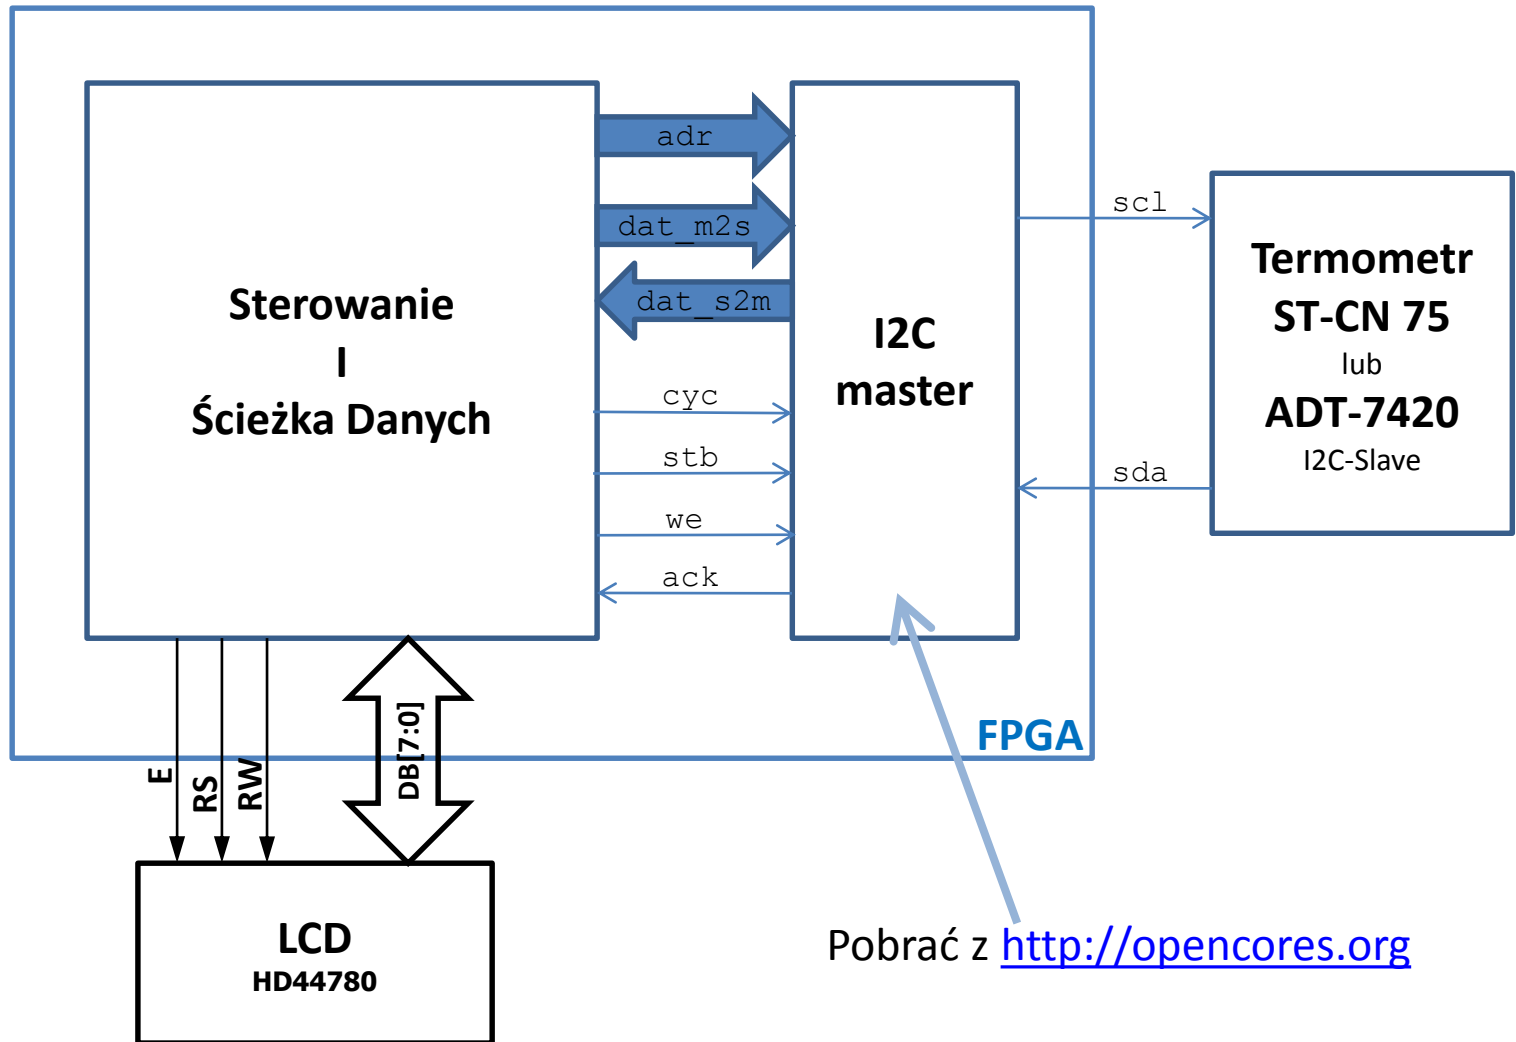 Sterowanie
I
Ścieżka Danych
adr
dat_m2s
dat_s2m
cyc
stb
we
ack
I2C
master
scl
sda
Termometr
ST-CN 75
lub
ADT-7420
I2C-Slave
FPGA
E
RS
RW
DB[7:0]
LCD
HD44780
Pobrać z http://opencores.org